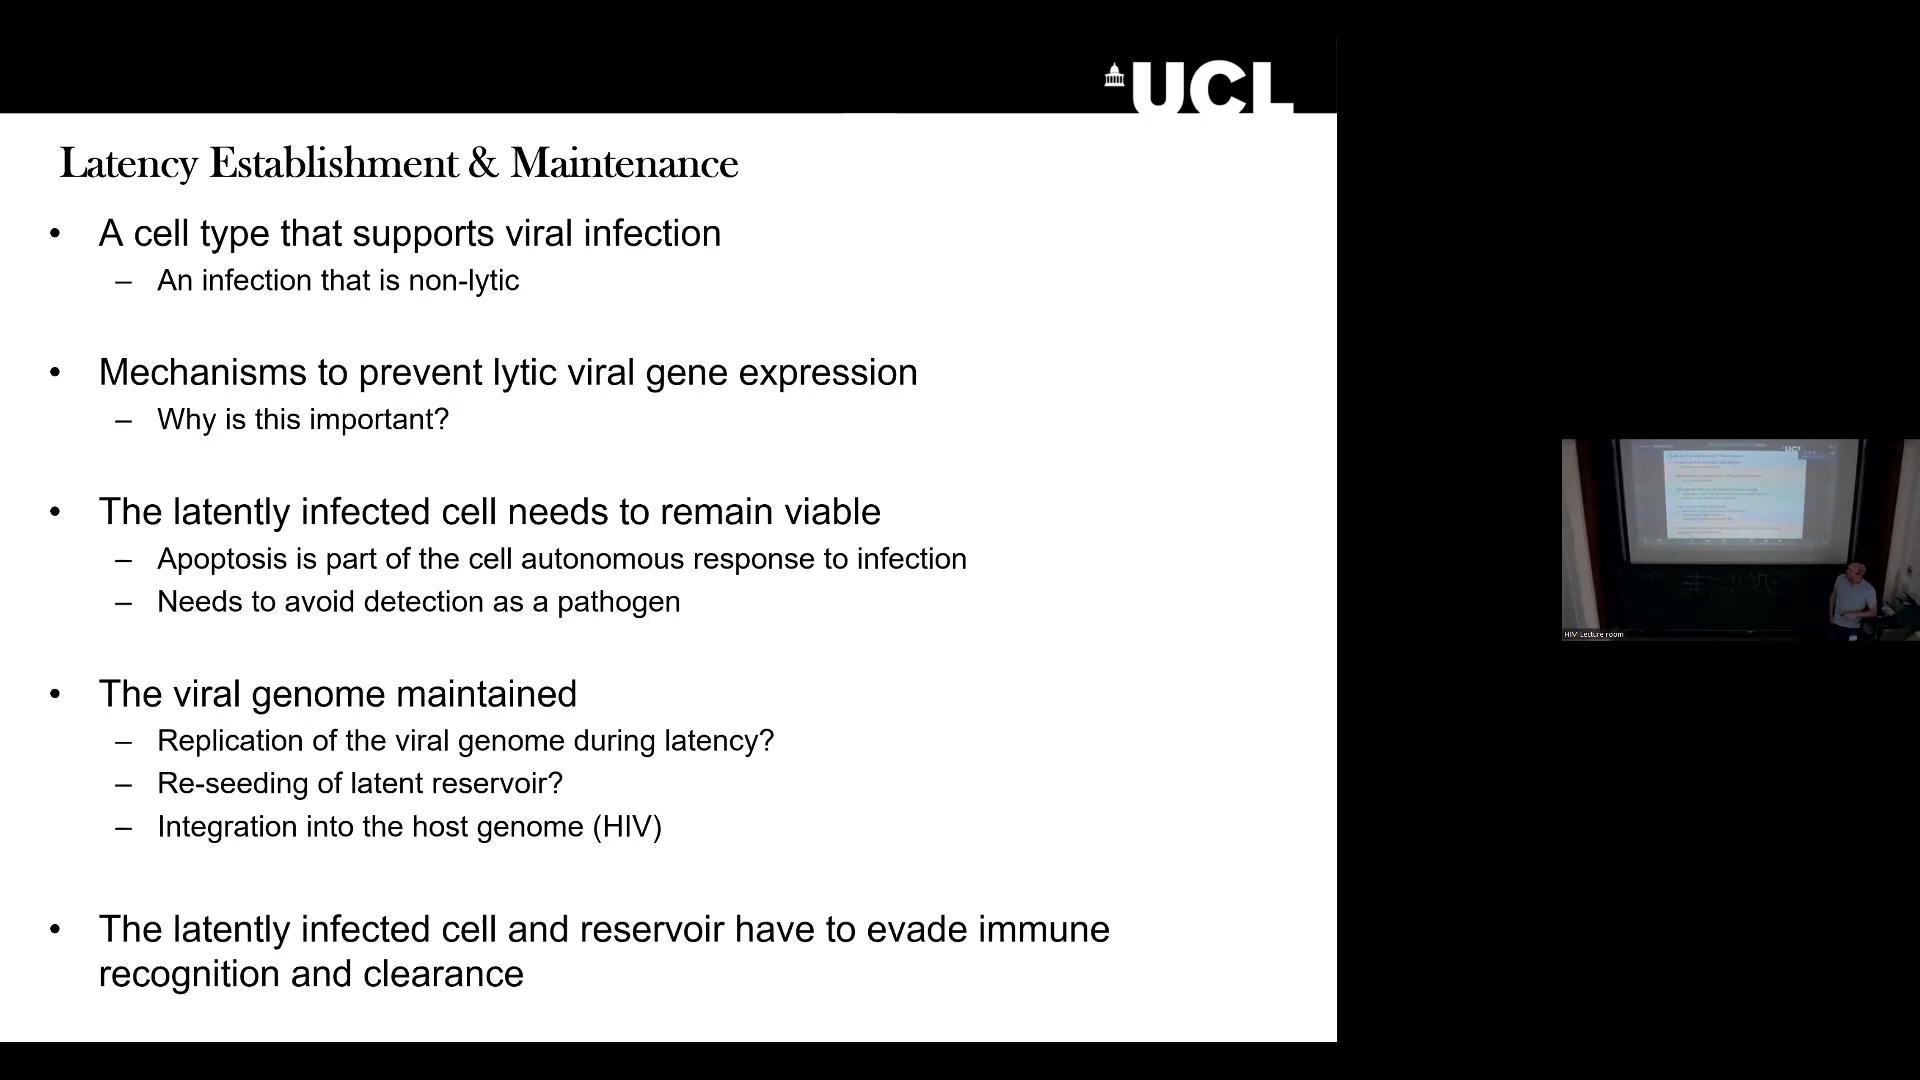 UCL
Latency Establishment & Maintenance
• A cell type that supports viral infection
– An infection that is non-lytic
• Mechanisms to prevent lytic viral gene expression
– Why is this important?
• The latently infected cell needs to remain viable
– Apoptosis is part of the cell autonomous response to infection
– Needs to avoid detection as a pathogen
• The viral genome maintained
– Replication of the viral genome during latency?
– Re-seeding of latent reservoir?
– Integration into the host genome (HIV)
• The latently infected cell and reservoir have to evade immune
recognition and clearance
HIM Lecture room